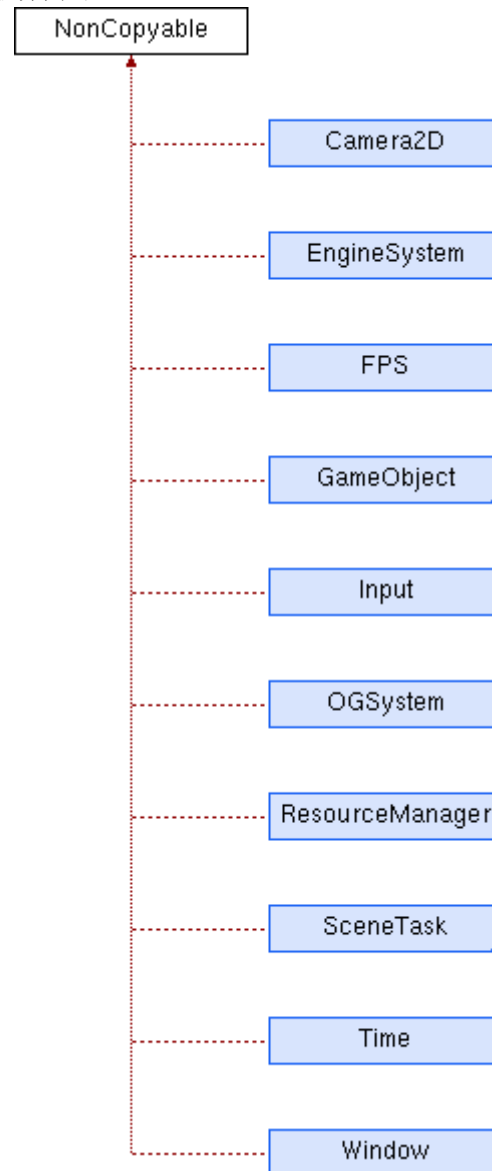 NonCopyable
Camera2D
EngineSystem
FPS
GameObject
Input
OGSystem
ResourceManager
SceneTask
Time
Window